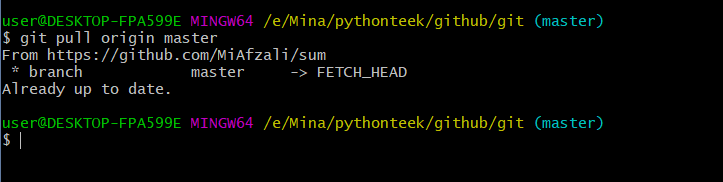 user@DESKTOP-FPA599E MINGW64 /e/Mina/pythonteek/github/git (master)
$ git pull origin master
From https://github.com/MiAfzali/sum
 * branch            master     -> FETCH_HEAD
Already up to date.
user@DESKTOP-FPA599E MINGW64 /e/Mina/pythonteek/github/git (master)
$